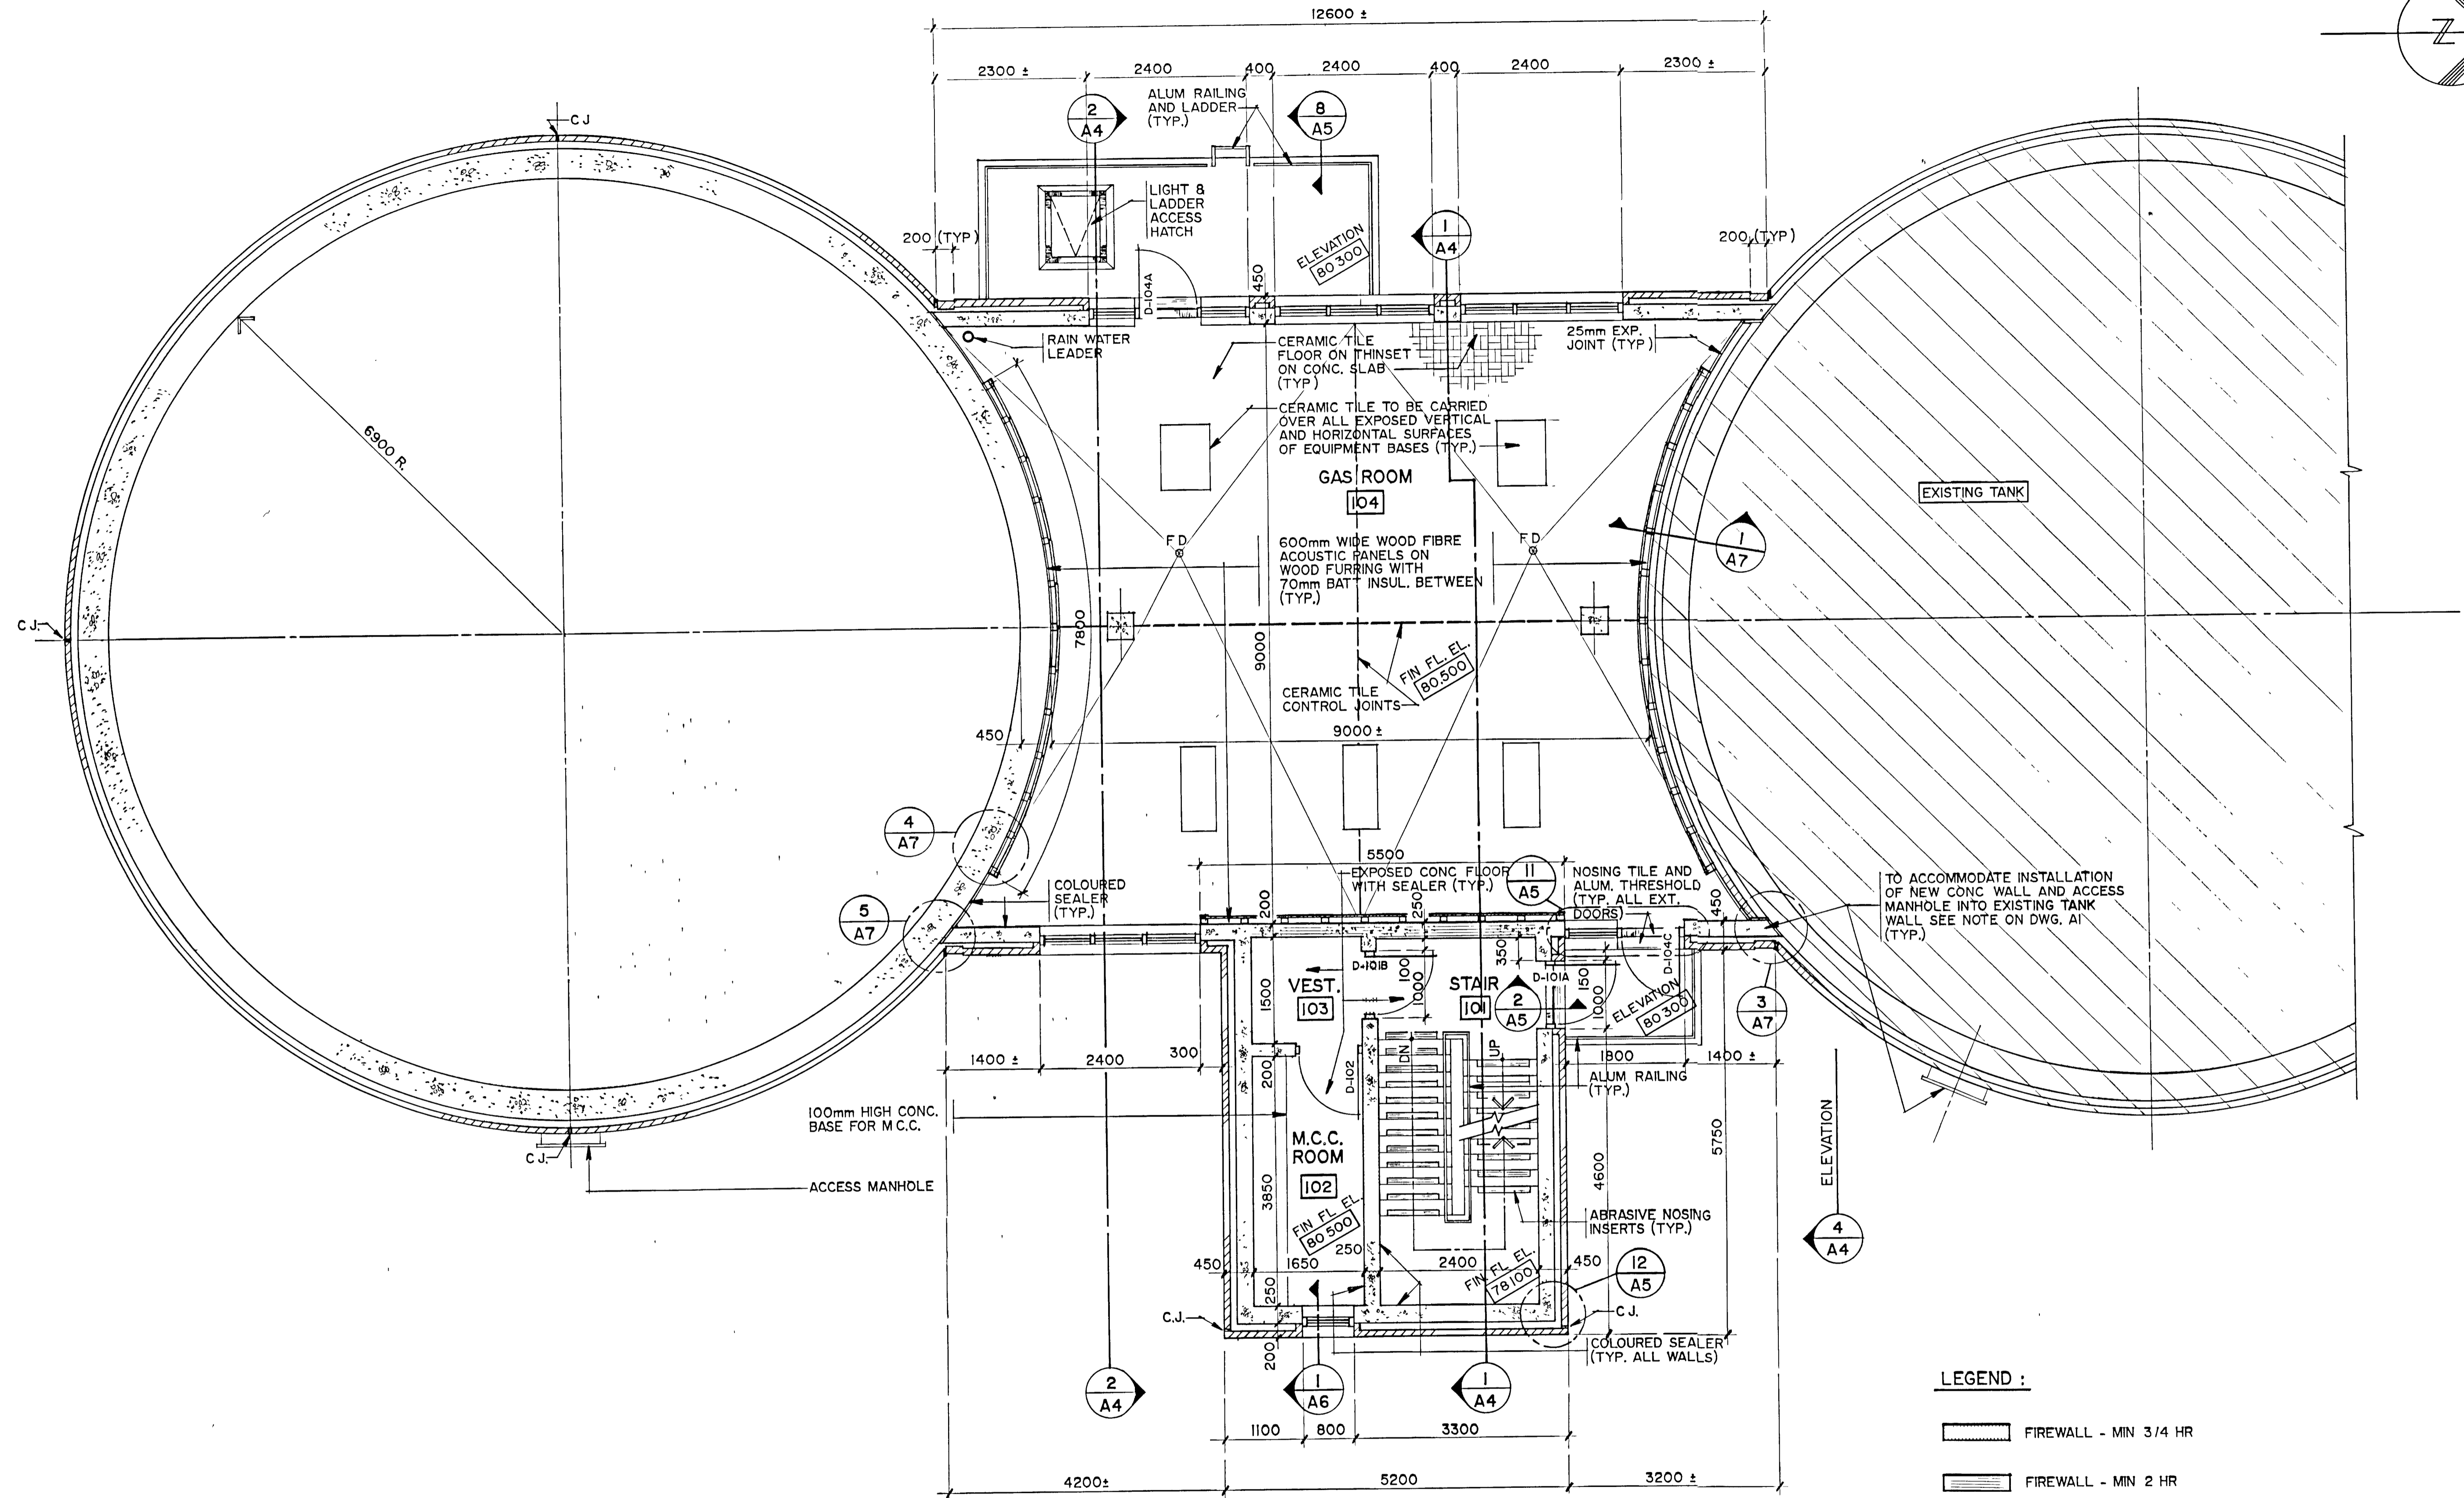 12600 ±
2300 ±
2400
400
2400
400
2400
2300 ±
Z
CJ
2
A4
ALUM RAILING
AND LADDER
(TYP.)
8
A5
LIGHT &
LADDER
ACCESS
HATCH
200 (TYP)
ELEVATION
80 300
1
A4
200 (TYP)
450
D-104A
RAIN WATER
LEADER
CERAMIC TILE
FLOOR ON THINSET
ON CONC. SLAB
(TYP)
25mm EXP.
JOINT (TYP)
6900 R.
CERAMIC TILE TO BE CARRIED
OVER ALL EXPOSED VERTICAL
AND HORIZONTAL SURFACES
OF EQUIPMENT BASES (TYP.)
GAS ROOM
104
EXISTING TANK
F D
600mm WIDE WOOD FIBRE
ACOUSTIC PANELS ON
WOOD FURRING WITH
70mm BATT INSUL. BETWEEN
(TYP.)
F D
1
A7
C J.
7800
9000
FIN FL. EL.
80.500
CERAMIC TILE
CONTROL JOINTS
450
9000 ±
4
A7
5500
EXPOSED CONC FLOOR
WITH SEALER (TYP.)
11
A5
NOSING TILE AND
ALUM. THRESHOLD
(TYP. ALL EXT.
DOORS)
TO ACCOMMODATE INSTALLATION
OF NEW CONC WALL AND ACCESS
MANHOLE INTO EXISTING TANK
WALL SEE NOTE ON DWG. A1
(TYP.)
COLOURED
SEALER
(TYP.)
5
A7
200
250
450
350
D-101B
100
1000
D-101A
150
1000
D-104C
VEST.
103
STAIR
101
2
A5
ELEVATION
80 300
3
A7
1500
1400 ±
2400
300
200
D-102
DN
UP
1800
1400 ±
ALUM RAILING
(TYP.)
100mm HIGH CONC.
BASE FOR M C.C.
M.C.C.
ROOM
102
C J.
ACCESS MANHOLE
3850
4600
5750
ELEVATION
4
A4
FIN FL EL.
80 500
ABRASIVE NOSING
INSERTS (TYP.)
450
1650
250
2400
450
FIN. FL EL.
78100
12
A5
250
C.J.
C J.
200
COLOURED SEALER
(TYP. ALL WALLS)
2
A4
1
A6
1
A4
1100
800
3300
4200±
5200
3200 ±
LEGEND :
FIREWALL - MIN 3/4 HR
FIREWALL - MIN 2 HR